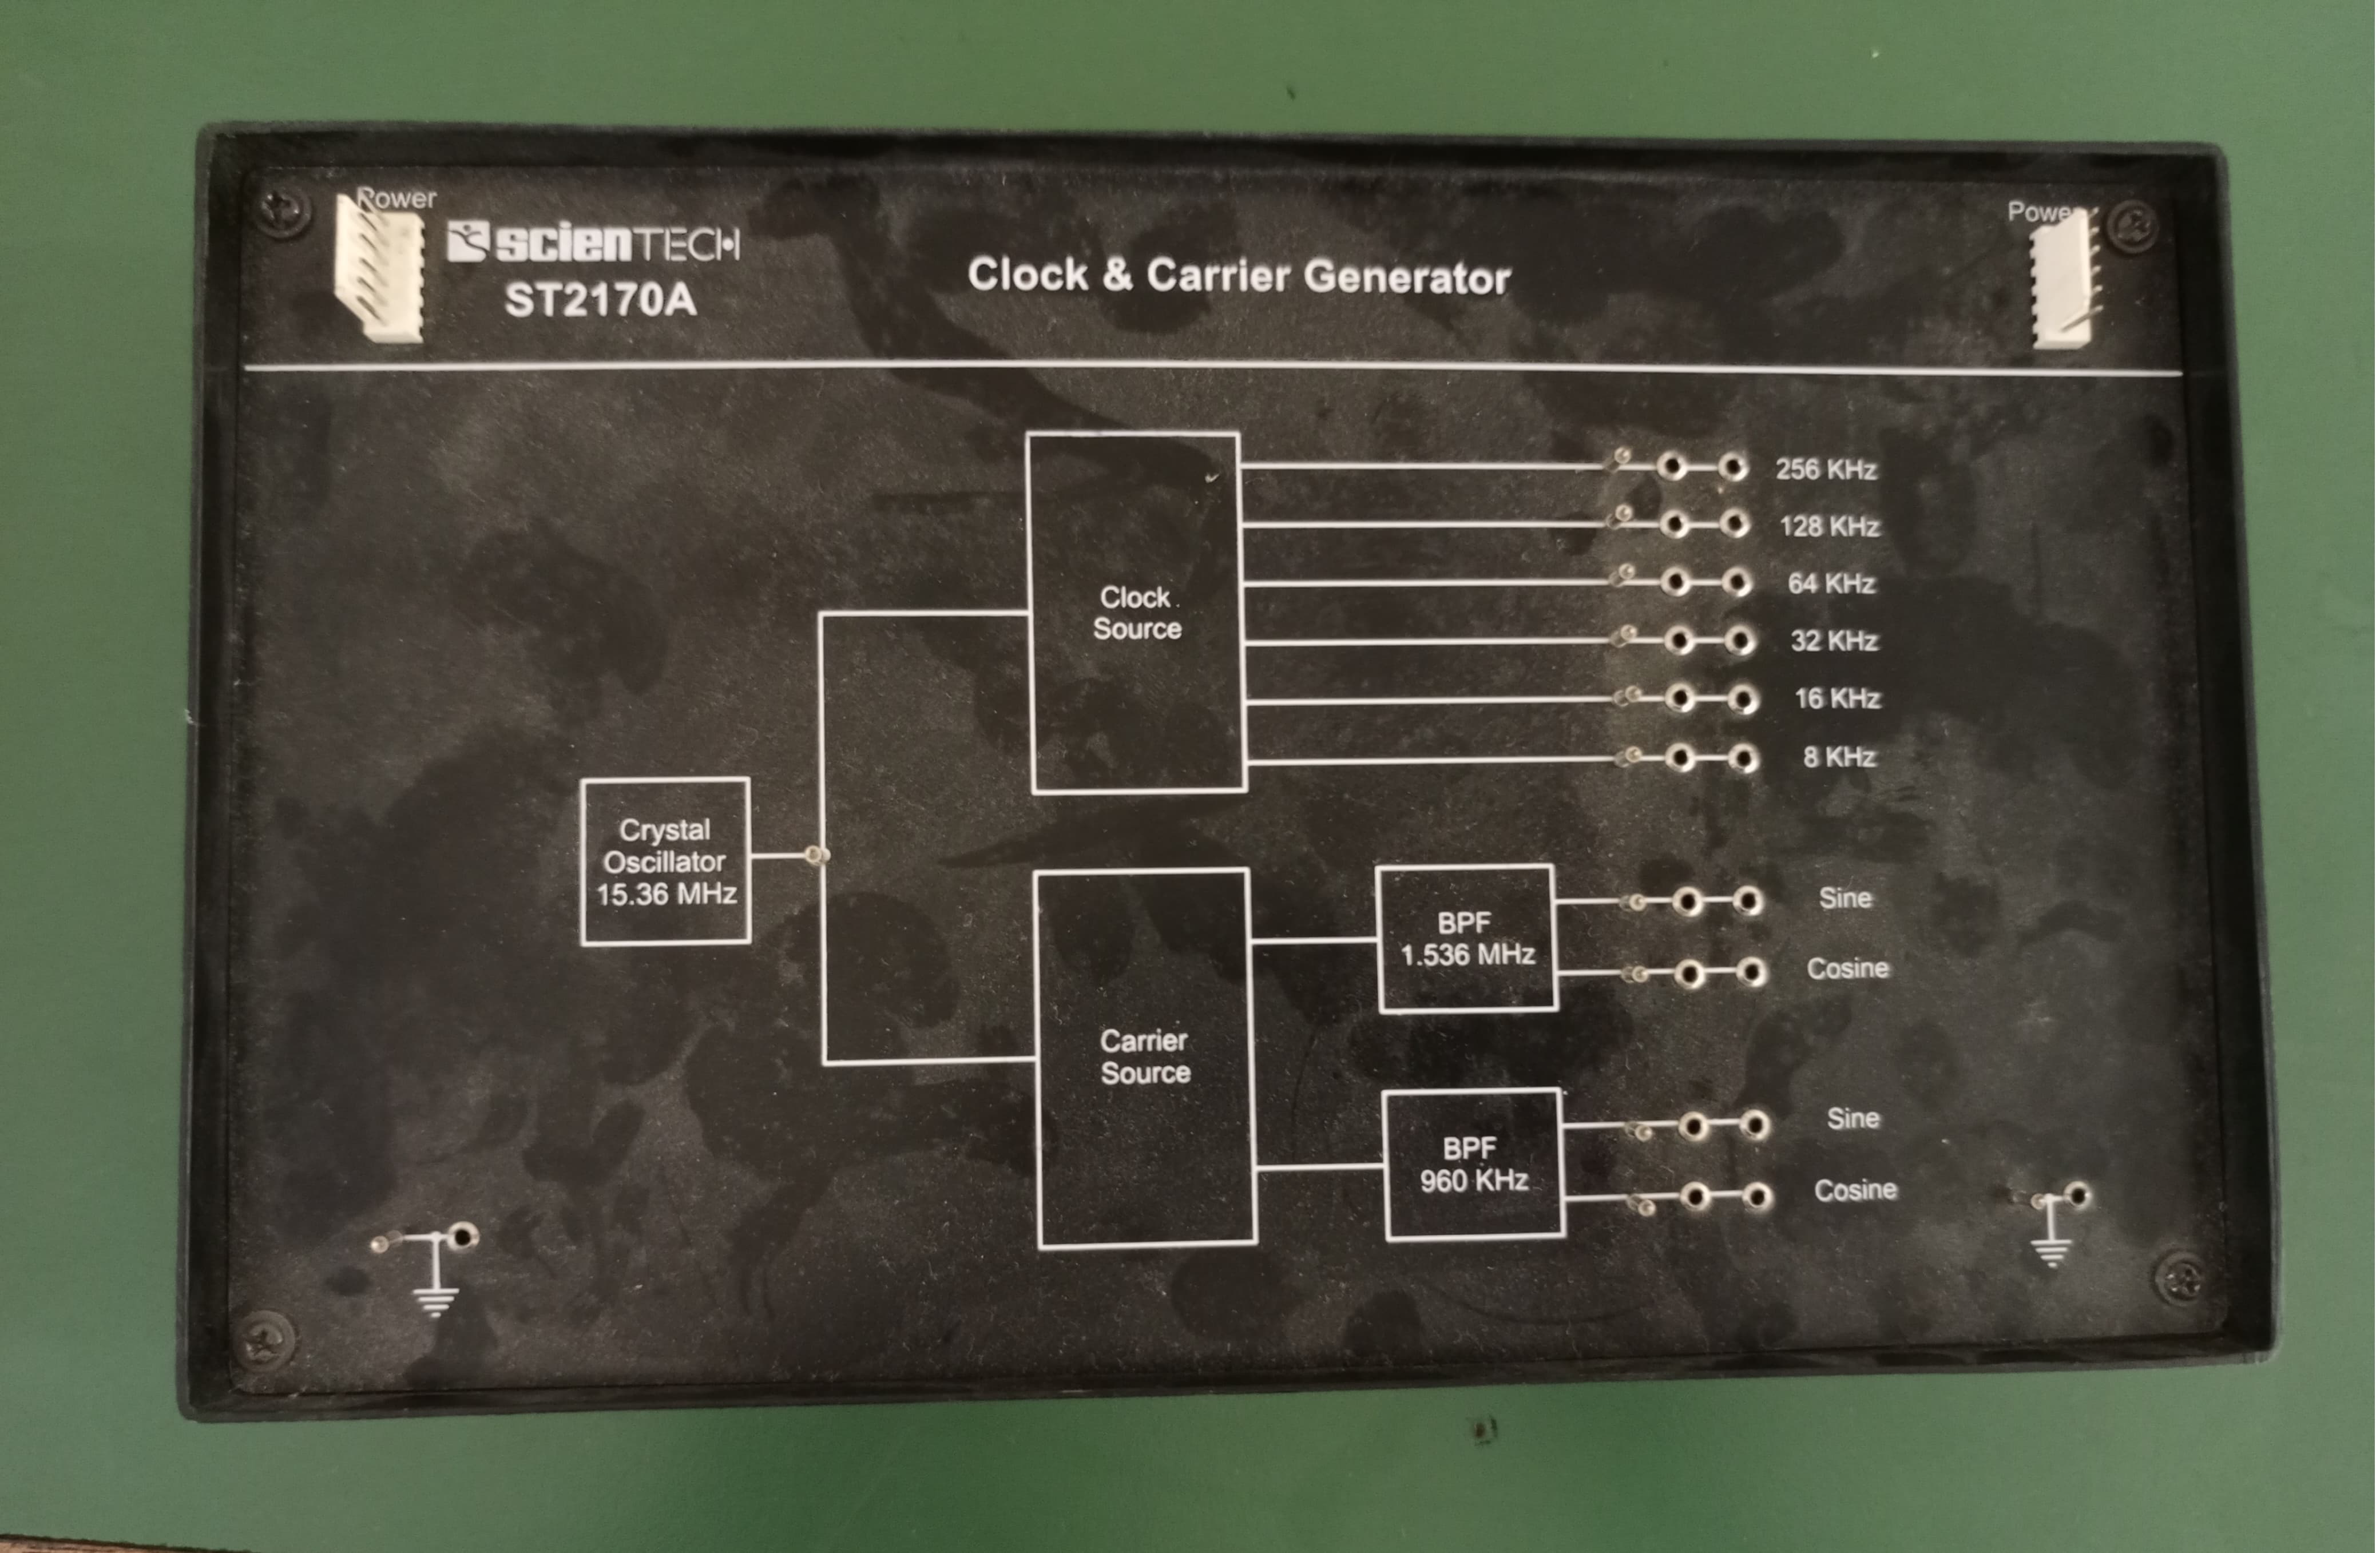 Power
scienTECH
ST2170A
Clock & Carrier Generator
Power
256 KHz
128 KHz
64 KHz
32 KHz
16 KHz
8 KHz
Clock
Source
Crystal
Oscillator
15.36 MHz
Carrier
Source
BPF
1.536 MHz
Sine
Cosine
BPF
960 KHz
Sine
Cosine